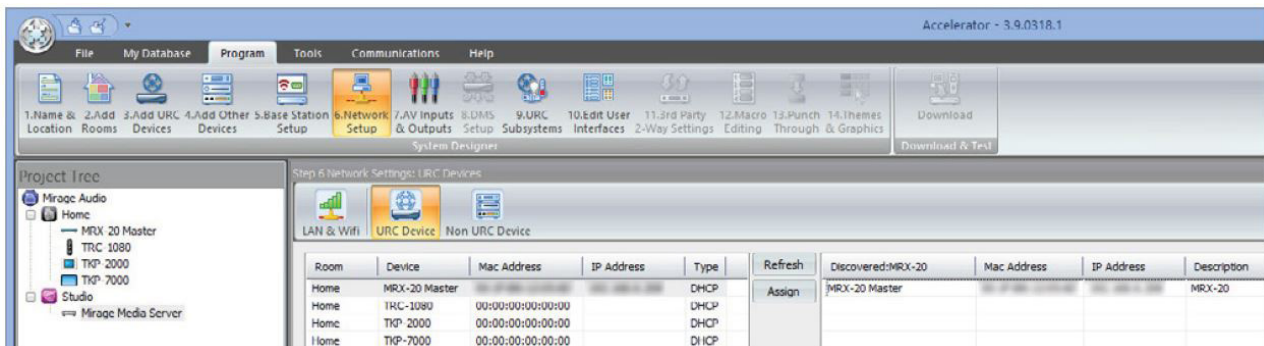 Accelerator - 3.9.0318.1
File My Database Program Tools Communications Help
1.Name & Location 2.Add Rooms 3.Add URC Devices 4.Add Other Devices 5.Base Station Setup 6.Network Setup 7.AV Inputs & Outputs 8.DMS Setup 9.URC Subsystems 10.Edit User Interfaces 11.3rd Party 2-Way Settings 12.Macro Editing 13.Punch Through 14.Themes & Graphics Download
System Designer Download & Test
Project Tree
Mirage Audio
Home
MRX-20 Master
TRC-1080
TKP-2000
TKP-7000
Studio
Mirage Media Server
Step 6 Network Settings: URC Devices
LAN & Wifi URC Device Non URC Device
Room Device Mac Address IP Address Type
Home MRX-20 Master DHCP
Home TRC-1080 00:00:00:00:00:00 DHCP
Home TKP-2000 00:00:00:00:00:00 DHCP
Home TKP-7000 00:00:00:00:00:00 DHCP
Refresh
Assign
Discovered:MRX-20 Mac Address IP Address Description
MRX-20 Master MRX-20